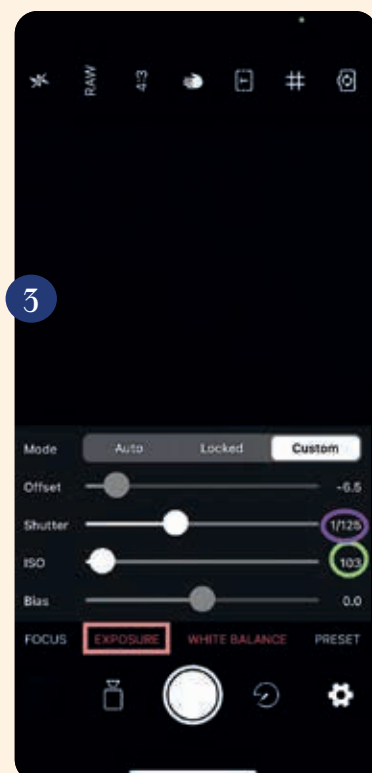 RAW 4:3
3
Mode Auto Locked Custom
Offset -6.5
Shutter 1/125
ISO 103
Bias 0.0
FOCUS EXPOSURE WHITE BALANCE PRESET